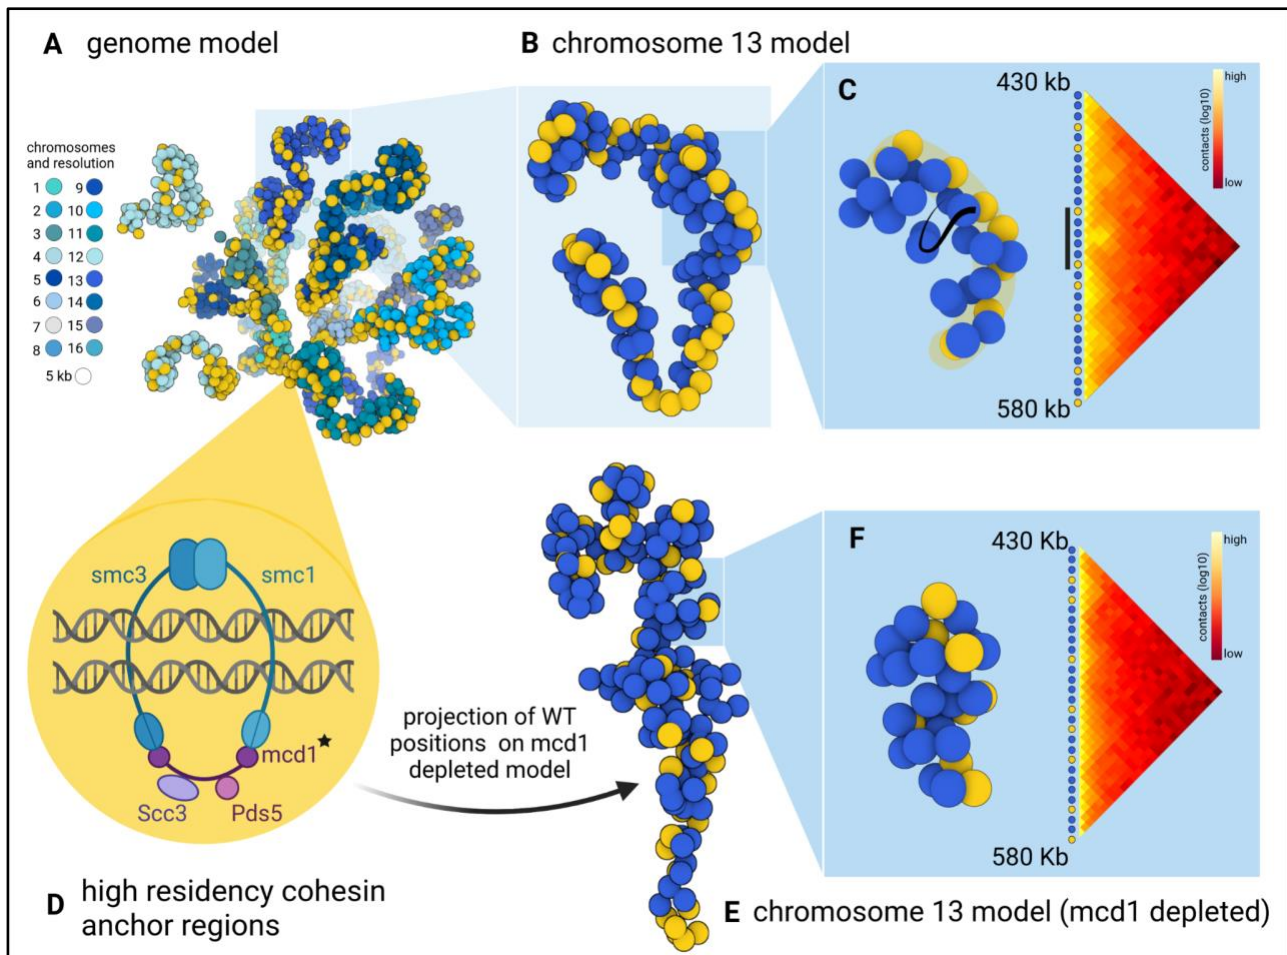 A genome model
B chromosome 13 model
C
430 kb
contacts (log10)
high
low
580 kb
chromosomes
and resolution
1 9
2 10
3 11
4 12
5 13
6 14
7 15
8 16
5 kb
smc3
smc1
mcd1★
Scc3
Pds5
D high residency cohesin
anchor regions
projection of WT
positions on mcd1
depleted model
E chromosome 13 model (mcd1 depleted)
F
430 Kb
contacts (log10)
high
low
580 Kb